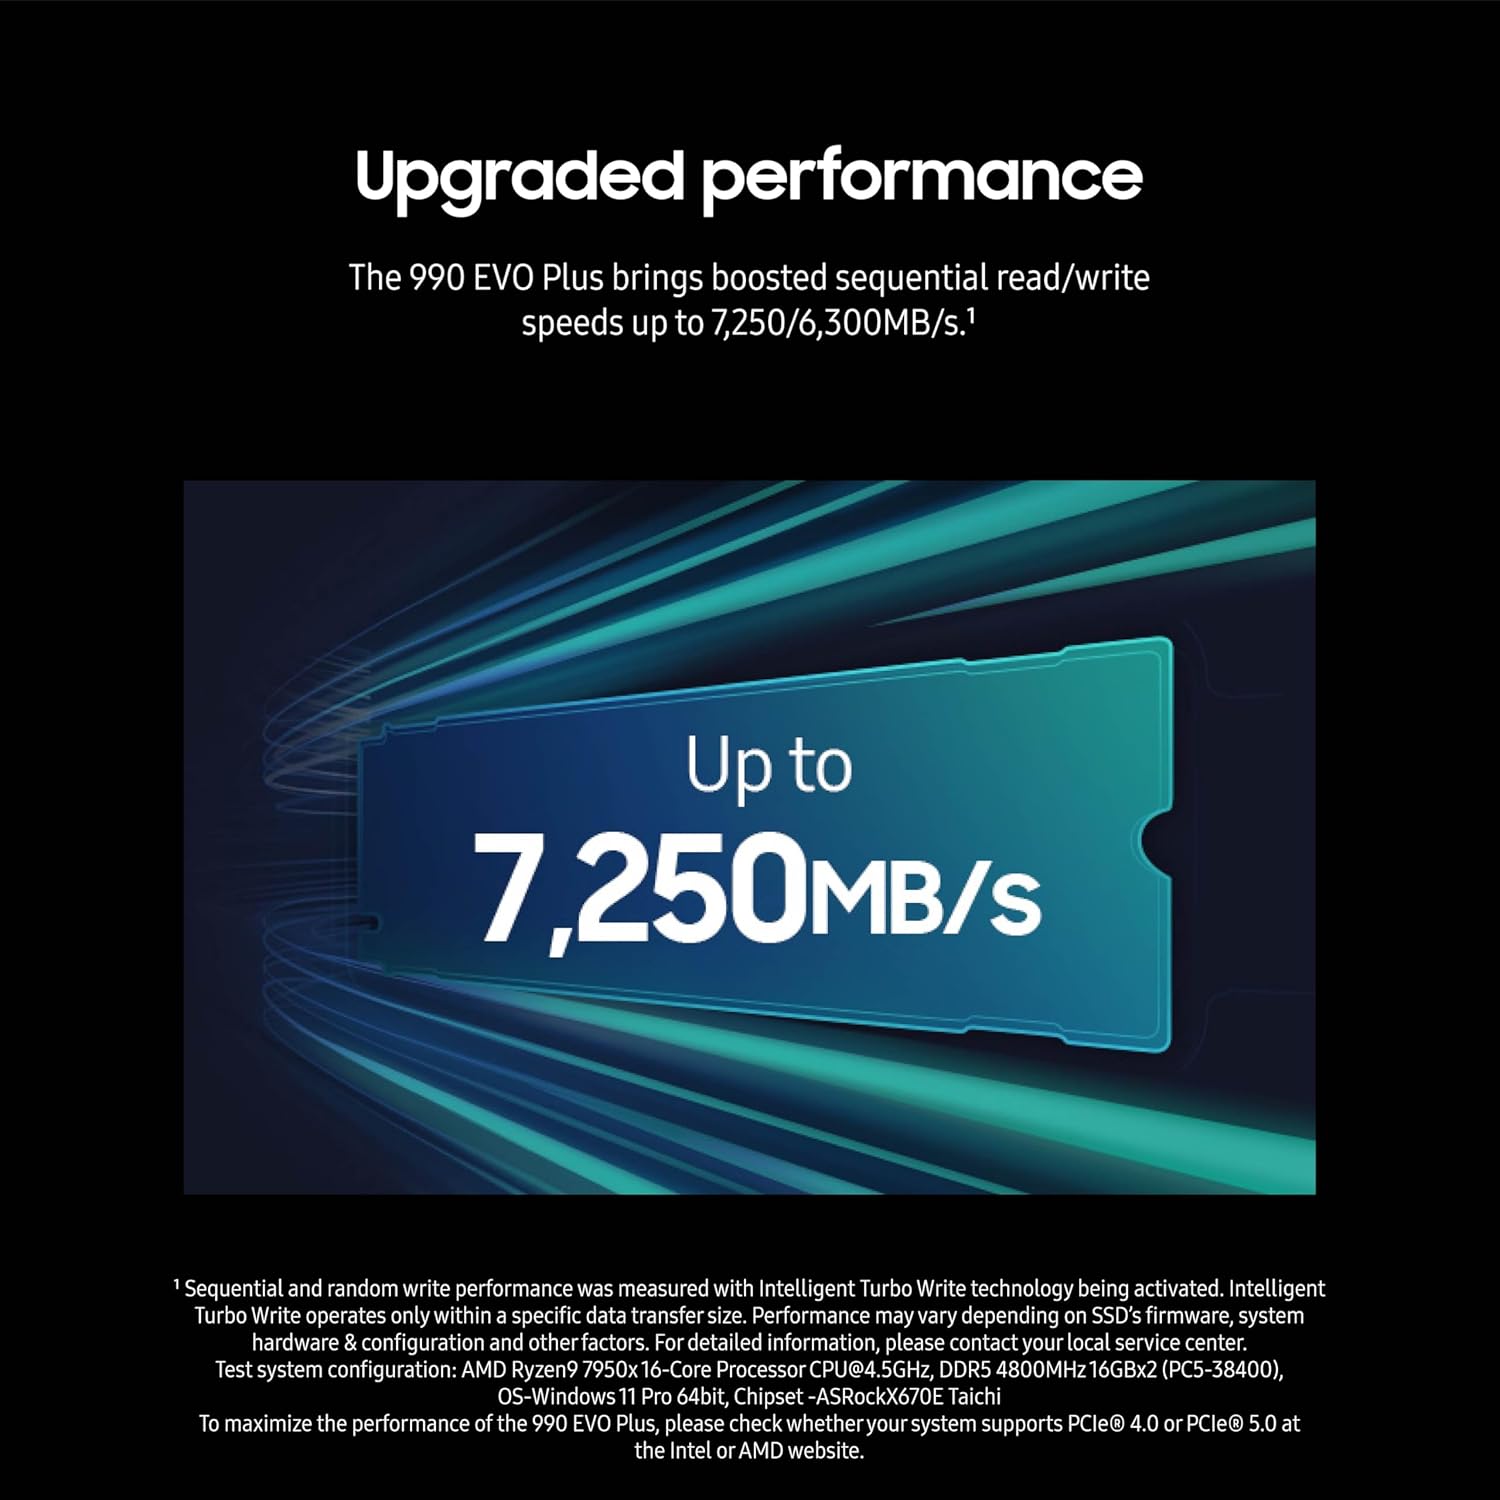 Upgraded performance
The 990 EVO Plus brings boosted sequential read/write
speeds up to 7,250/6,300MB/s.¹
Up to
7,250MB/s
¹ Sequential and random write performance was measured with Intelligent Turbo Write technology being activated. Intelligent
Turbo Write operates only within a specific data transfer size. Performance may vary depending on SSD's firmware, system
hardware & configuration and other factors. For detailed information, please contact your local service center.
Test system configuration: AMD Ryzen9 7950x 16-Core Processor CPU@4.5GHz, DDR5 4800MHz 16GBx2 (PC5-38400),
OS-Windows 11 Pro 64bit, Chipset -ASRockX670E Taichi
To maximize the performance of the 990 EVO Plus, please check whether your system supports PCIe® 4.0 or PCIe® 5.0 at
the Intel or AMD website.